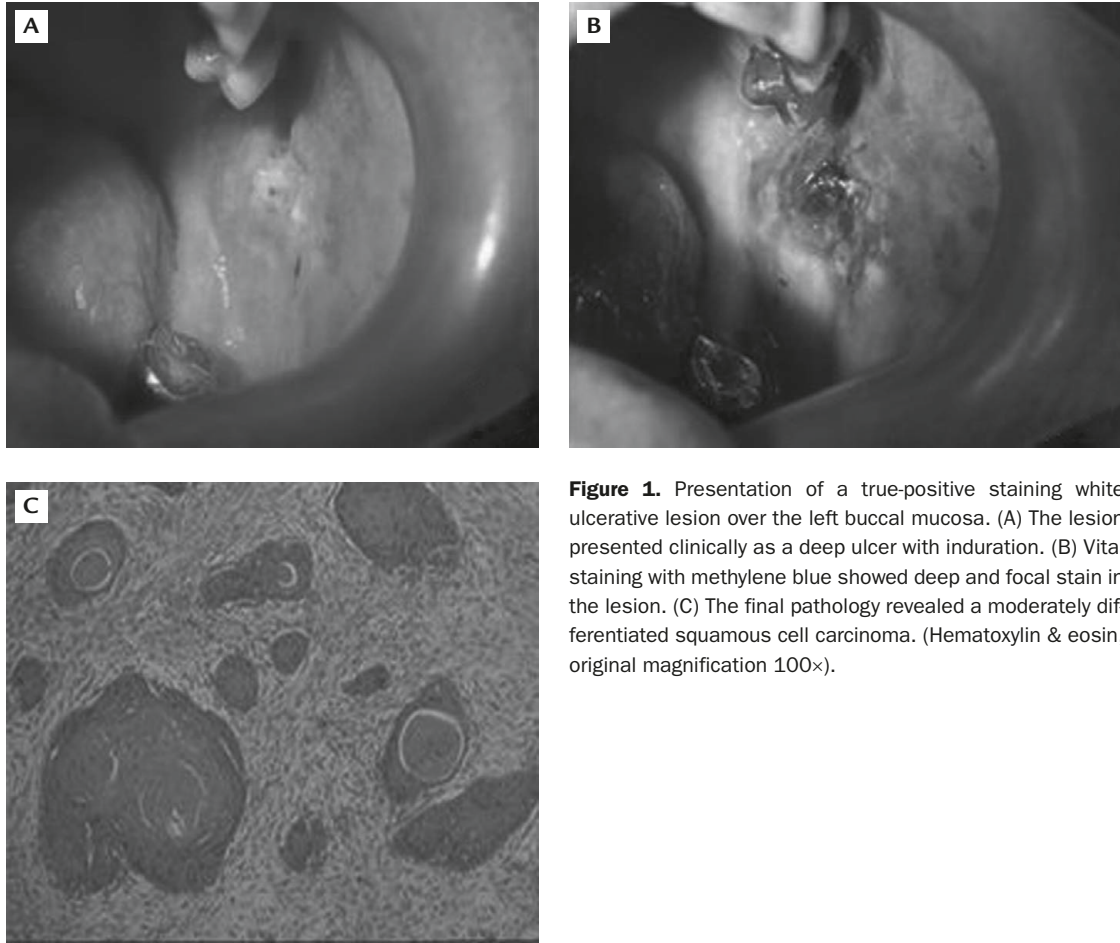 A
B
C
Figure 1. Presentation of a true-positive staining white
ulcerative lesion over the left buccal mucosa. (A) The lesion
presented clinically as a deep ulcer with induration. (B) Vita
staining with methylene blue showed deep and focal stain in
the lesion. (C) The final pathology revealed a moderately dif
ferentiated squamous cell carcinoma. (Hematoxylin & eosin
original magnification 100×).